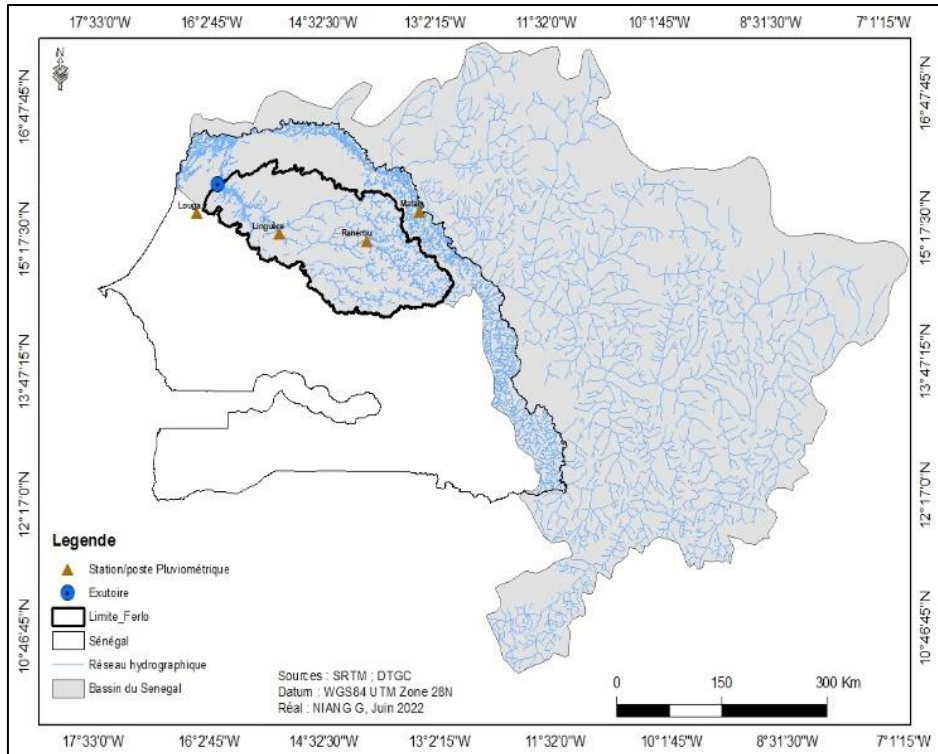 17°33'0"W 16°2'45"W 14°32'30"W 13°2'15"W 11°32'0"W 10°1'45"W 8°31'30"W 7°1'15"W
N
16°47'45"N 16°47'45"N
Louga Matam
Linguère Ranérou
15°17'30"N 15°17'30"N
13°47'15"N 13°47'15"N
12°17'0"N 12°17'0"N
10°46'45"N 10°46'45"N
Legende
Station/poste Pluviométrique
Exutoire
Limite_Ferlo
Sénégal
Réseau hydrographique
Bassin du Senegal
Sources : SRTM ; DTGC
Datum : WGS84 UTM Zone 28N
Réal : NIANG G, Juin 2022
0 150 300 Km
17°33'0"W 16°2'45"W 14°32'30"W 13°2'15"W 11°32'0"W 10°1'45"W 8°31'30"W 7°1'15"W